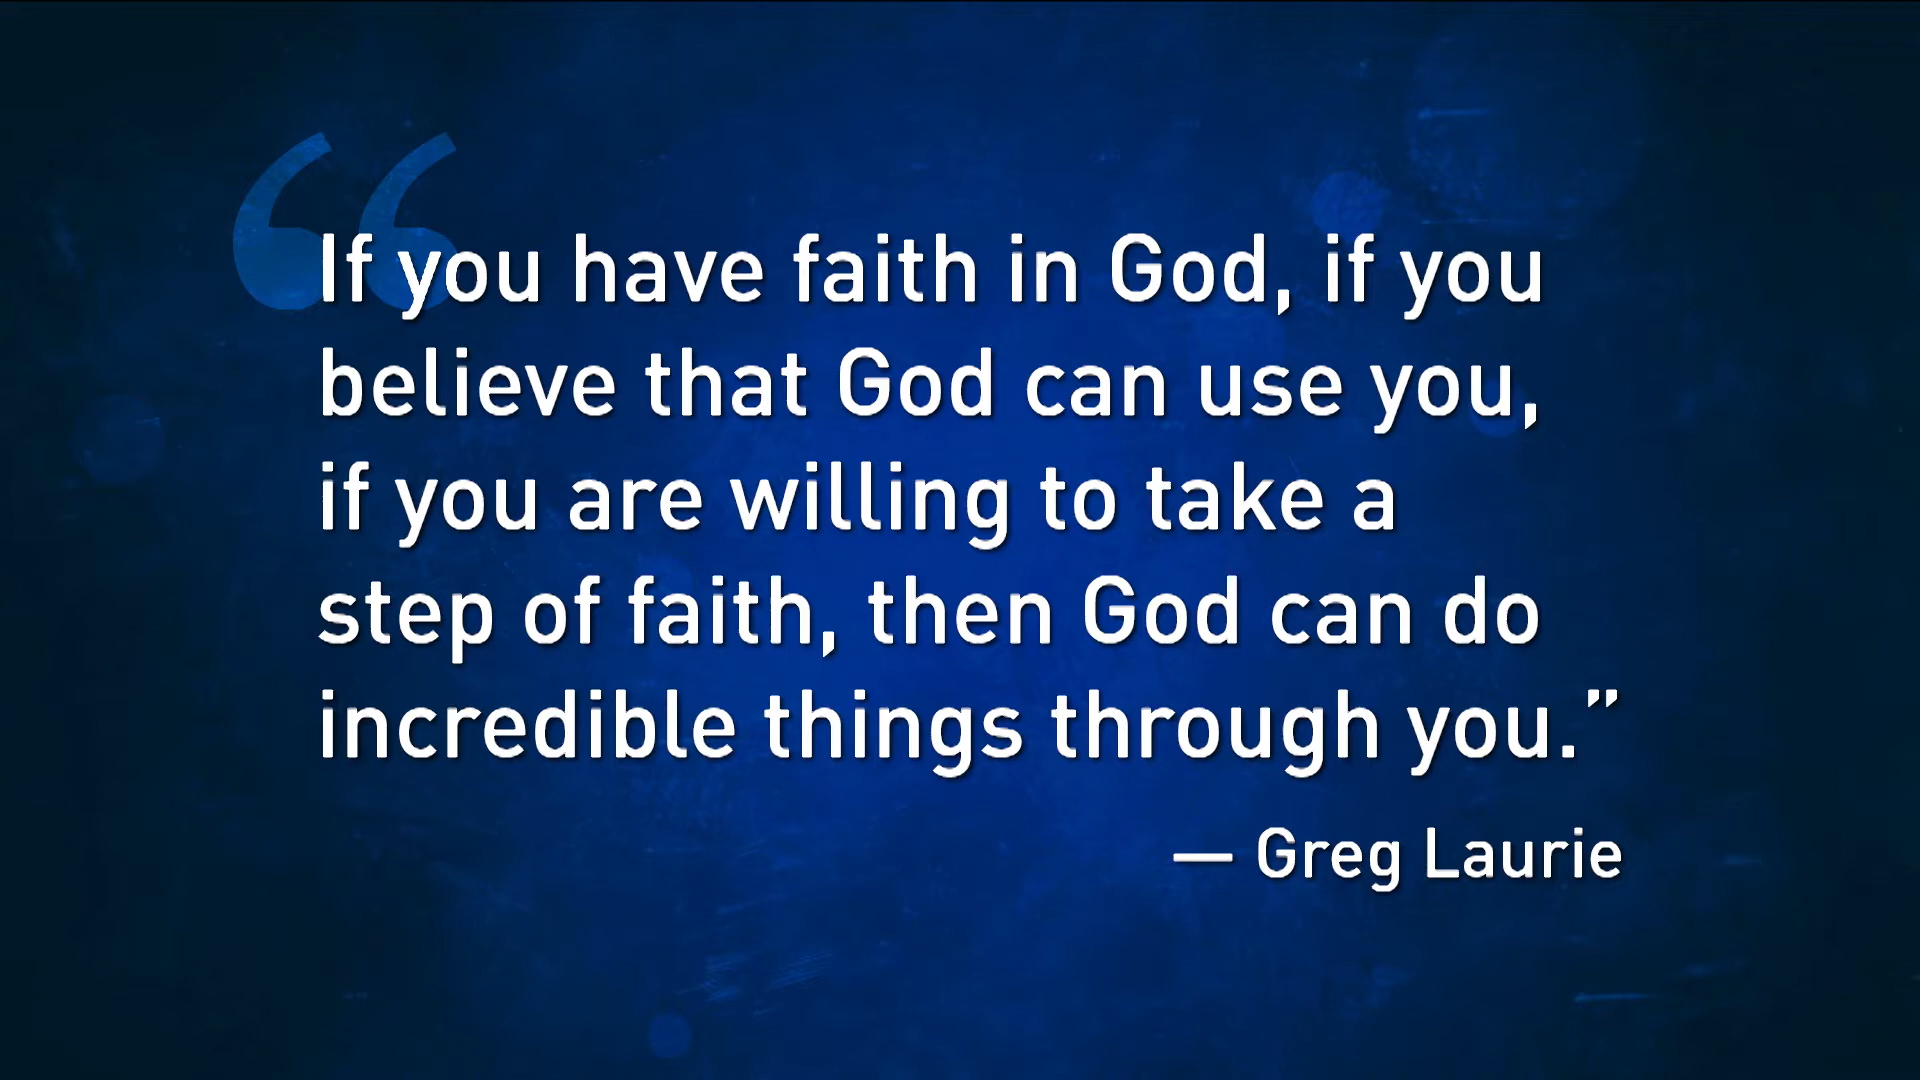 “If you have faith in God, if you
believe that God can use you,
if you are willing to take a
step of faith, then God can do
incredible things through you.”
— Greg Laurie